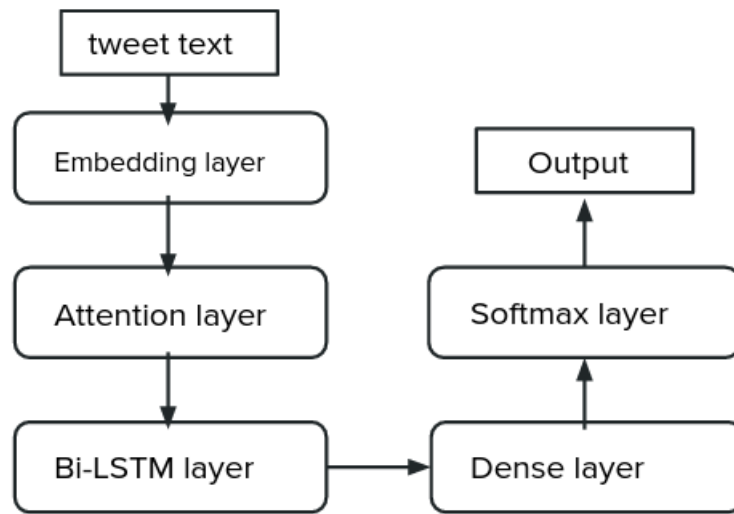 tweet text
Embedding layer
Attention layer
Bi-LSTM layer
Dense layer
Softmax layer
Output